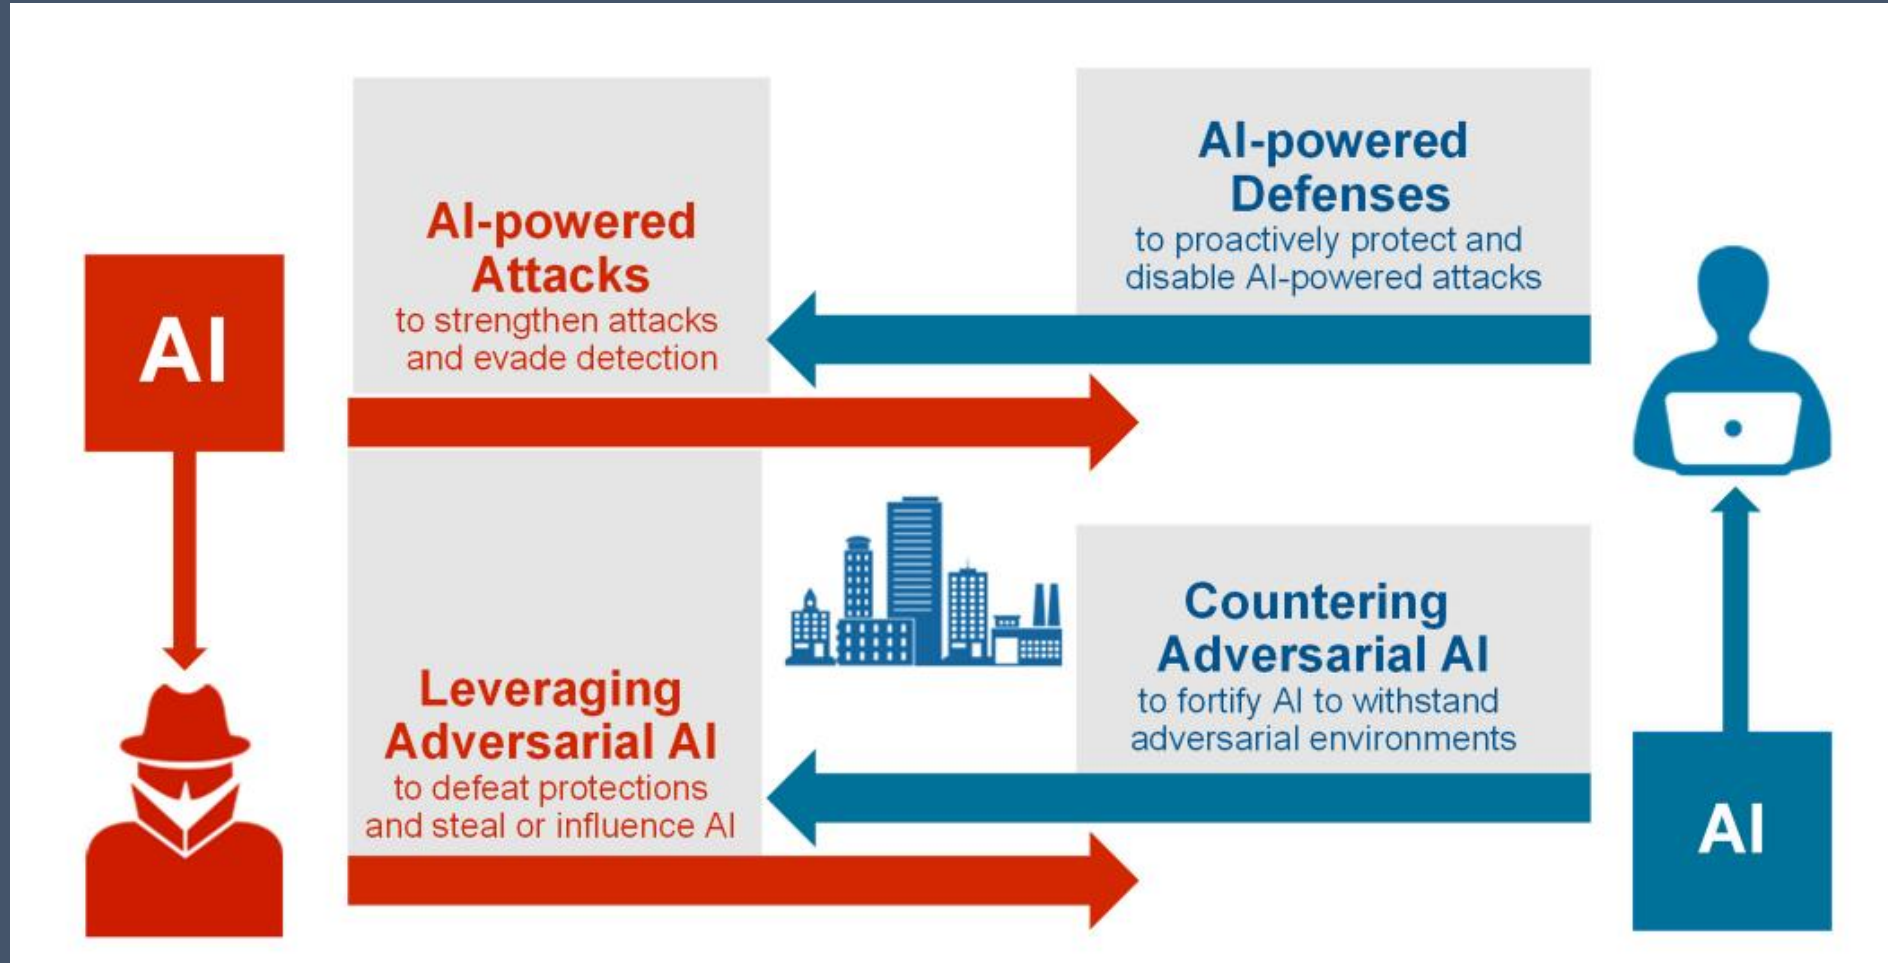 AI
AI-powered
Attacks
to strengthen attacks
and evade detection
Leveraging
Adversarial AI
to defeat protections
and steal or influence AI
AI-powered
Defenses
to proactively protect and
disable AI-powered attacks
Countering
Adversarial AI
to fortify AI to withstand
adversarial environments
AI